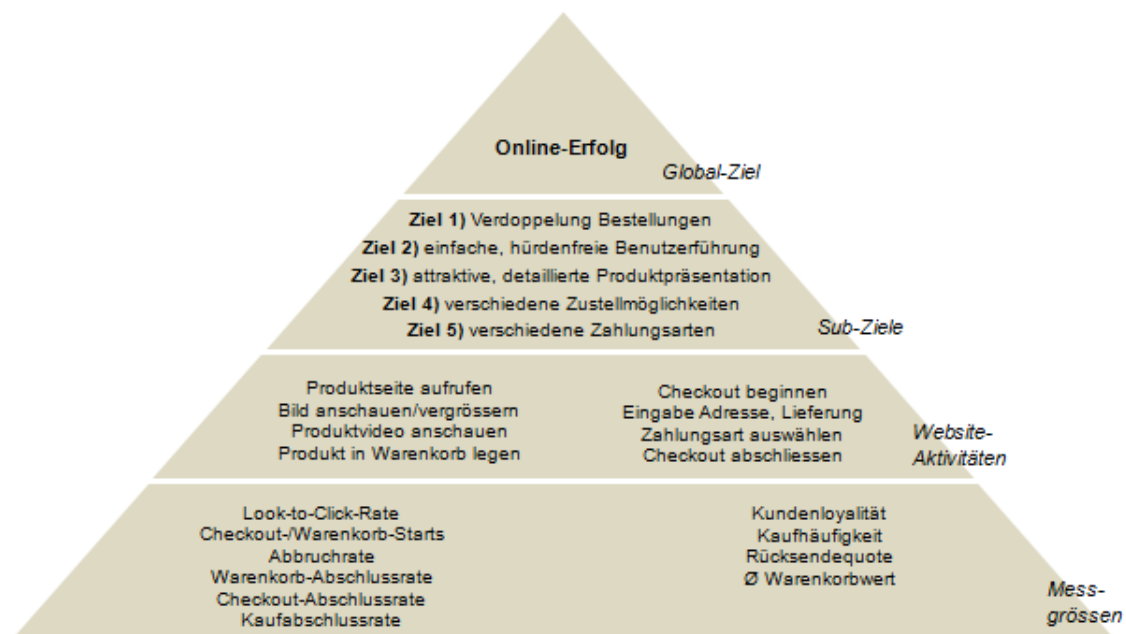 Online-Erfolg
Global-Ziel
Ziel 1) Verdoppelung Bestellungen
Ziel 2) einfache, hürdenfreie Benutzerführung
Ziel 3) attraktive, detaillierte Produktpräsentation
Ziel 4) verschiedene Zustellmöglichkeiten
Ziel 5) verschiedene Zahlungsarten
Sub-Ziele
Produktseite aufrufen
Bild anschauen/vergrössern
Produktvideo anschauen
Produkt in Warenkorb legen
Checkout beginnen
Eingabe Adresse, Lieferung
Zahlungsart auswählen
Checkout abschliessen
Website-
Aktivitäten
Look-to-Click-Rate
Checkout-/Warenkorb-Starts
Abbruchrate
Warenkorb-Abschlussrate
Checkout-Abschlussrate
Kaufabschlussrate
Kundenloyalität
Kaufhäufigkeit
Rücksendequote
Ø Warenkorbwert
Mess-
grössen